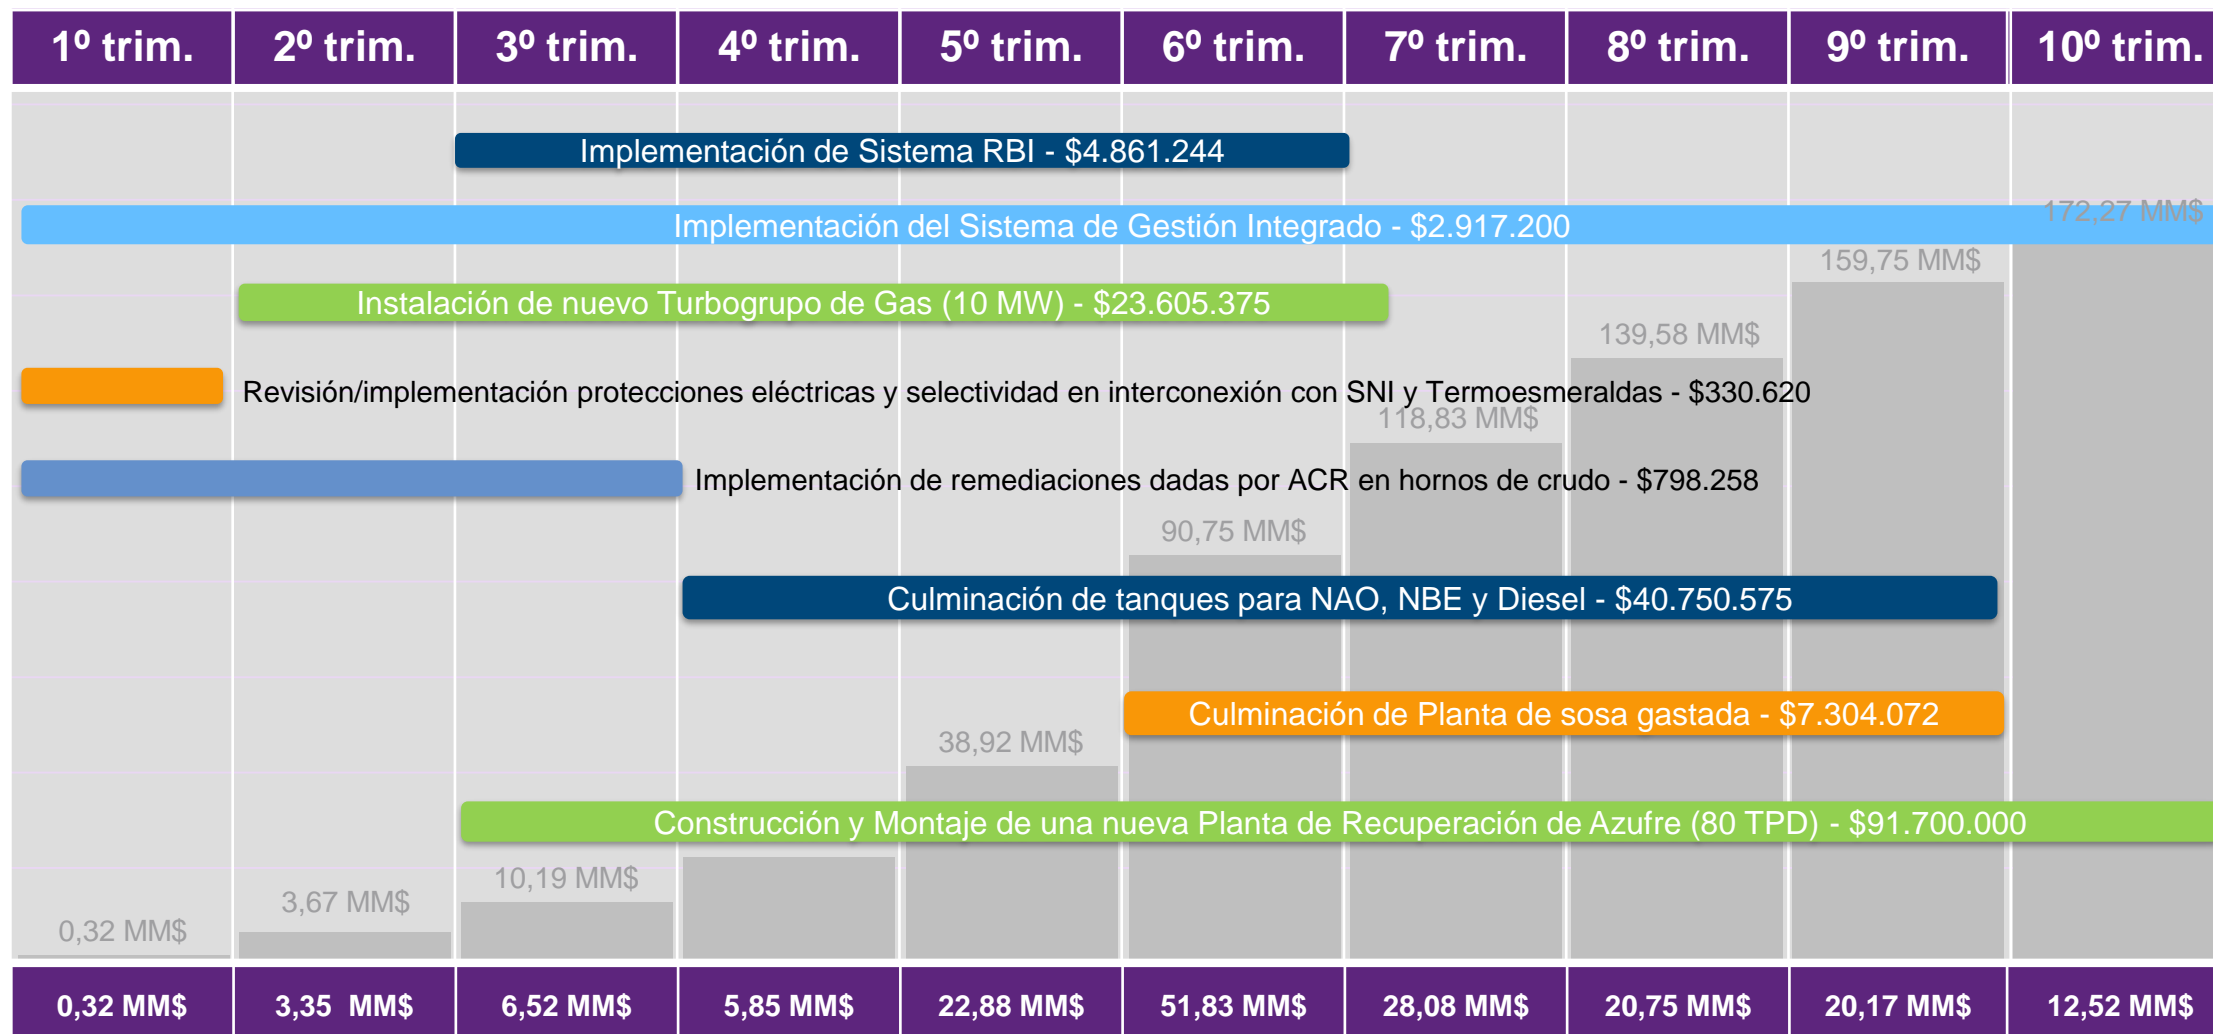 1º trim. 2º trim. 3º trim. 4º trim. 5º trim. 6º trim. 7º trim. 8º trim. 9º trim. 10º trim.
Implementación de Sistema RBI - $4.861.244
172,27 MM$
Implementación del Sistema de Gestión Integrado - $2.917.200
159,75 MM$
Instalación de nuevo Turbogrupo de Gas (10 MW) - $23.605.375
139,58 MM$
Revisión/implementación protecciones eléctricas y selectividad en interconexión con SNI y Termoesmeraldas - $330.620
118,83 MM$
Implementación de remediaciones dadas por ACR en hornos de crudo - $798.258
90,75 MM$
Culminación de tanques para NAO, NBE y Diesel - $40.750.575
Culminación de Planta de sosa gastada - $7.304.072
38,92 MM$
Construcción y Montaje de una nueva Planta de Recuperación de Azufre (80 TPD) - $91.700.000
10,19 MM$
3,67 MM$
0,32 MM$
0,32 MM$ 3,35 MM$ 6,52 MM$ 5,85 MM$ 22,88 MM$ 51,83 MM$ 28,08 MM$ 20,75 MM$ 20,17 MM$ 12,52 MM$